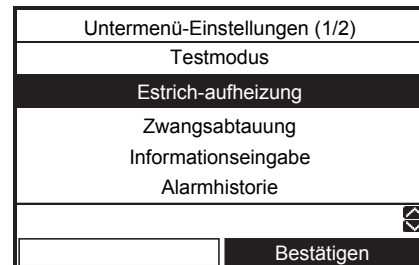 Untermenü-Einstellungen (1/2)
Testmodus
Estrich-aufheizung
Zwangsabtauung
Informationseingabe
Alarmhistorie
Bestätigen